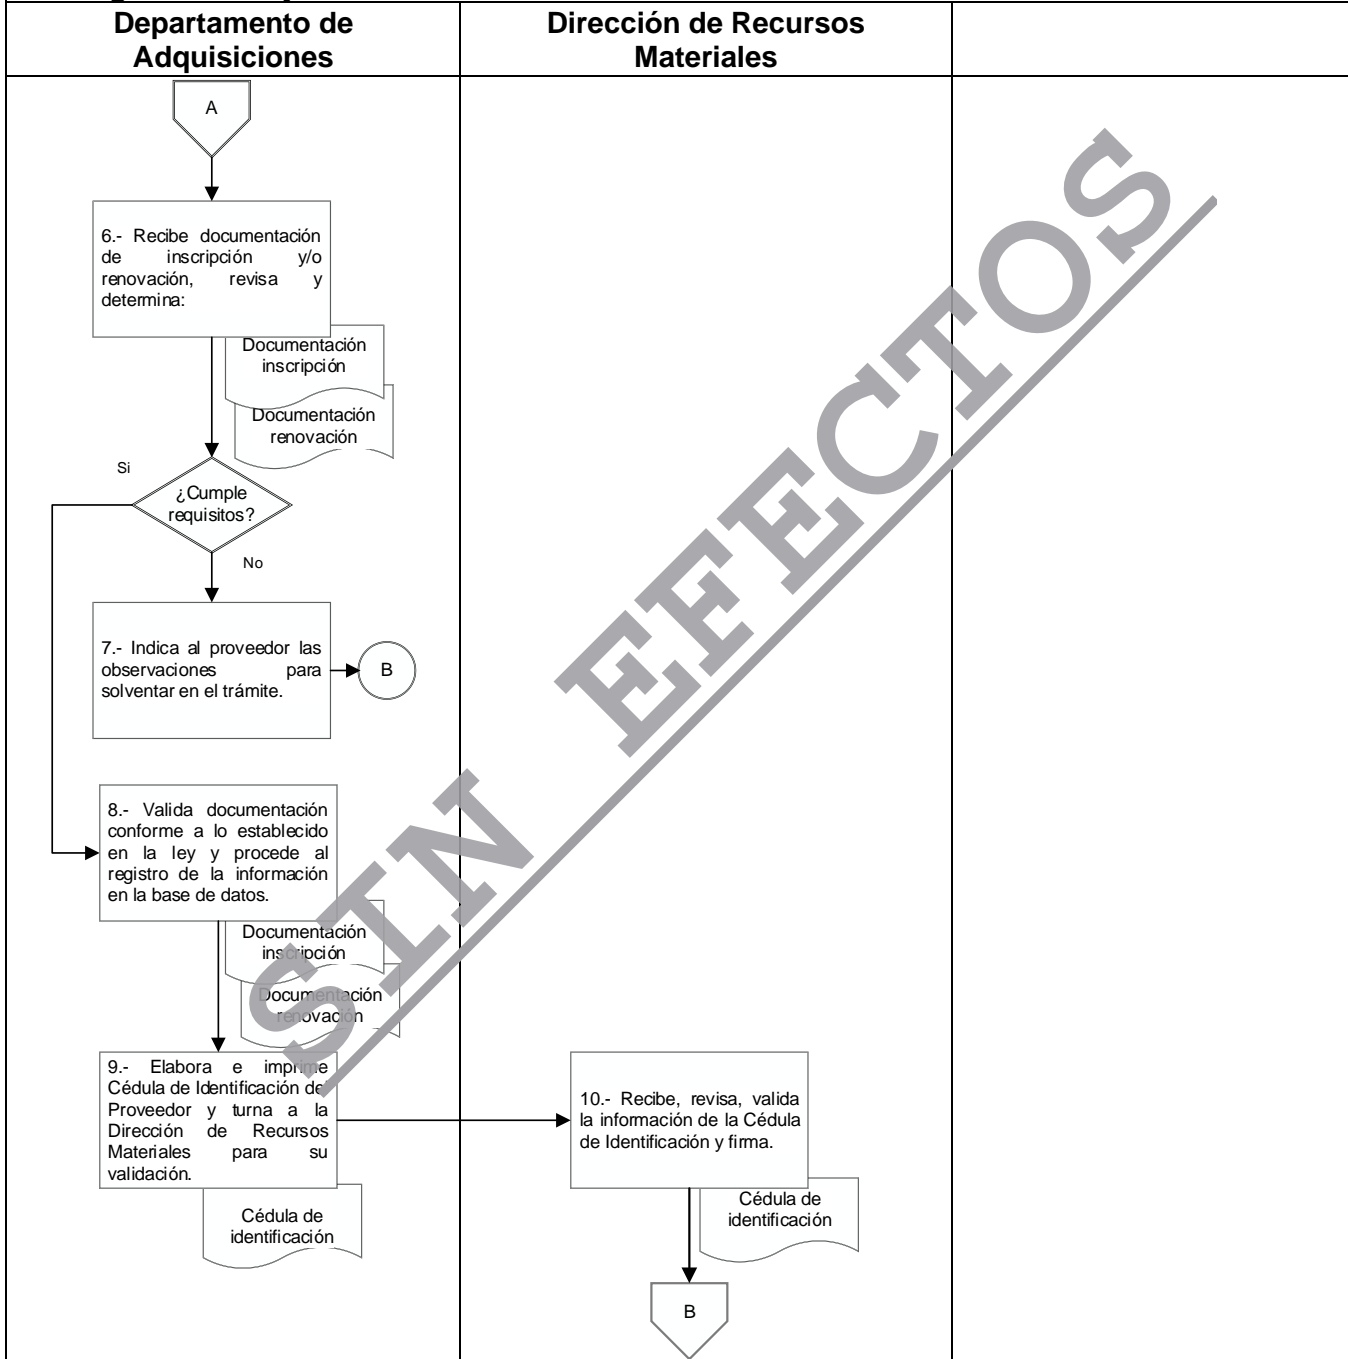 Departamento de
Adquisiciones
Dirección de Recursos
Materiales
A
6.- Recibe documentación
de inscripción y/o
renovación, revisa y
determina:
Documentación
inscripción
Documentación
renovación
Si
¿Cumple
requisitos?
No
7.- Indica al proveedor las
observaciones para
solventar en el trámite.
B
8.- Valida documentación
conforme a lo establecido
en la ley y procede al
registro de la información
en la base de datos.
Documentación
inscripción
Documentación
renovación
9.- Elabora e imprime
Cédula de Identificación del
Proveedor y turna a la
Dirección de Recursos
Materiales para su
validación.
Cédula de
identificación
10.- Recibe, revisa, valida
la información de la Cédula
de Identificación y firma.
Cédula de
identificación
B
SIN EFECTOS